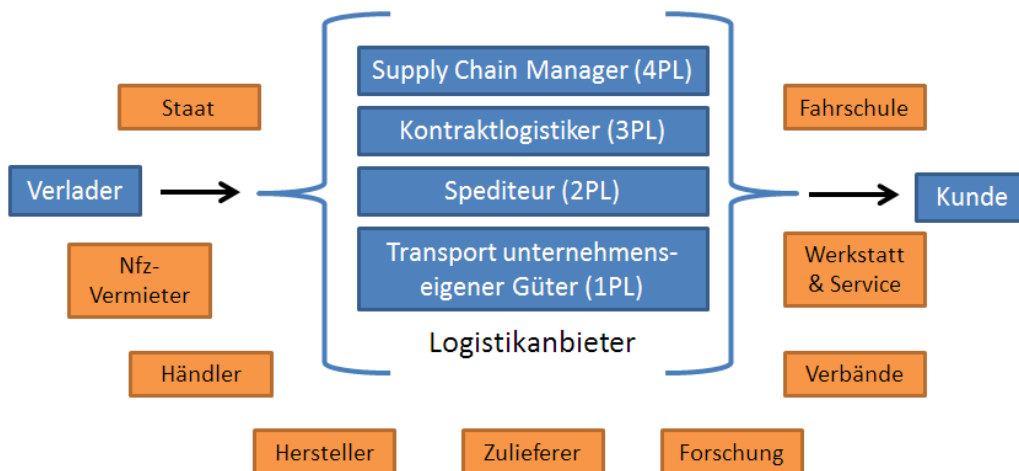 Supply Chain Manager (4PL)
Staat
Fahrschule
Kontraktlogistiker (3PL)
Verlader
Spediteur (2PL)
Kunde
Transport unternehmens-
eigener Güter (1PL)
Nfz-
Vermieter
Werkstatt
& Service
Logistikanbieter
Händler
Verbände
Hersteller
Zulieferer
Forschung